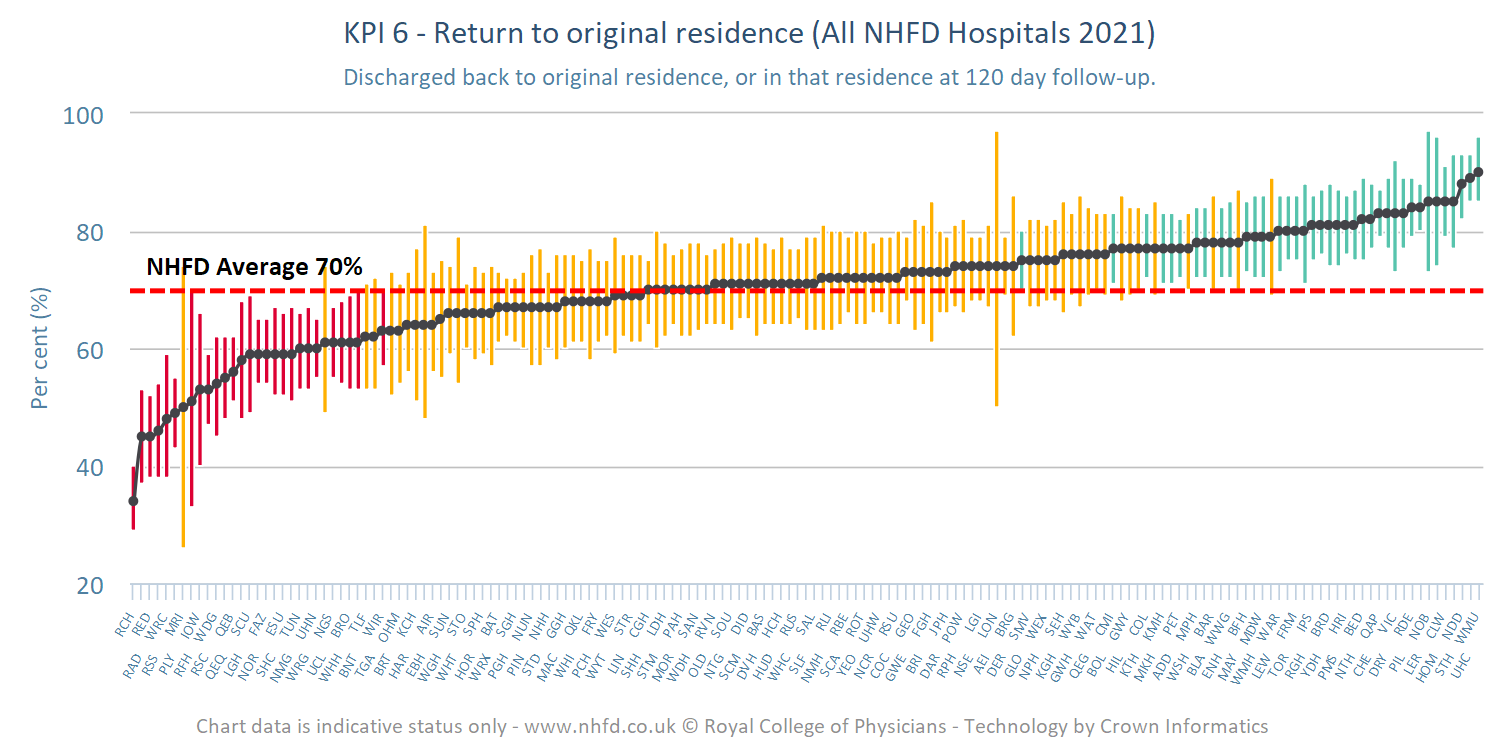 KPI 6 - Return to original residence (All NHFD Hospitals 2021)
Discharged back to original residence, or in that residence at 120 day follow-up.
100
80
60
40
20
Per cent (%)
NHFD Average 70%
RCH RED WRC MRI IOW WDG QEB SCU FAZ ESU TUN UHN NGS BRO TLF WIR OHM KCH AIR SUN STO SPH BAT SGH NUN NHH GGH QKL FRY WES STR CGH LDH PAH SAN RVN SOU DID BAS HCH RUS SAL RLI RBE ROT UHW RSU GEO FGH JPH POW LGI LON BRG SMV WEX SEH WYB WAT CMI GWY COL KMH PET MPH BAR WWG BFH MDW WAR FRM IPS BRD HRI BED QAP VIC RDE NOB CLW NDD WMU
RAD RSS PLY RFH RSC QEQ LGH NOR SHC NMG WRG UCL WHH BNT TGA BRT HAR EBH WGH WHT HOR WRX PGH PIN STD MAC WHI PCH WYT LIN SHH STM MOR WDH OLD NTG SCM DVH HUD WHC SLF NMH SCA YEO NCR COC GWE BRI DAR RPH NSE AEI DER GLO NPH KGH GWH QEG BOL HIL KTH MKH ADD WSH BLA ENH MAY WMH LEW TOR RGH YDH PMS NTH CHE DRY PIL LER HOM STH UHC
Chart data is indicative status only - www.nhfd.co.uk © Royal College of Physicians - Technology by Crown Informatics